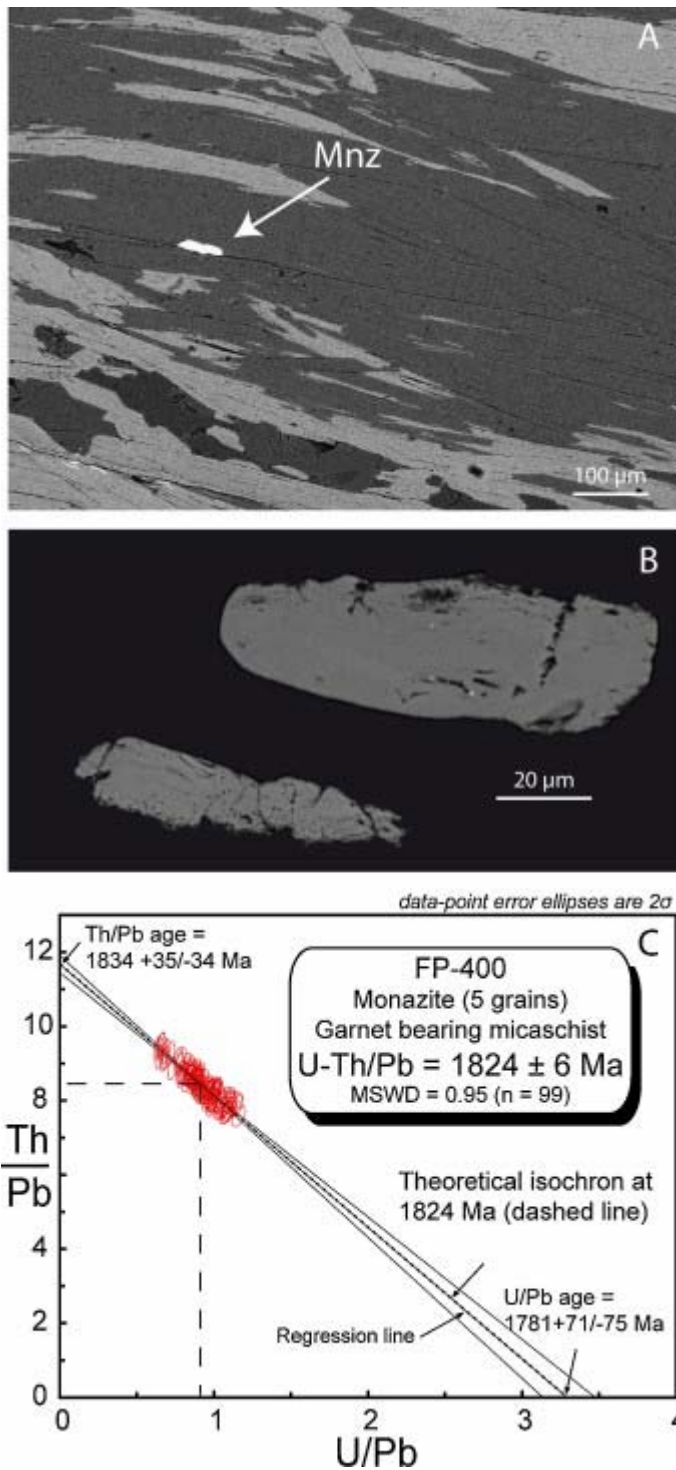 A
Mnz
100 µm
B
20 µm
data-point error ellipses are 2σ
C
Th/Pb age =
1834 +35/-34 Ma
FP-400
Monazite (5 grains)
Garnet bearing micaschist
U-Th/Pb = 1824 ± 6 Ma
MSWD = 0.95 (n = 99)
Theoretical isochron at
1824 Ma (dashed line)
U/Pb age =
1781+71/-75 Ma
Regression line
12
10
8
Th
Pb
4
2
0
0 1 2 3 4
U/Pb